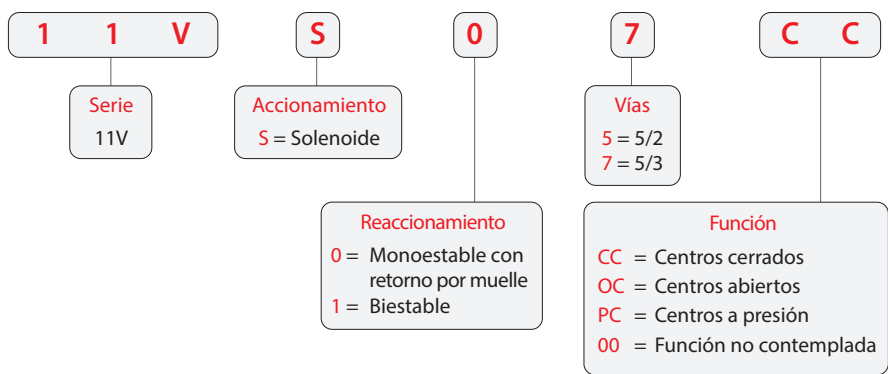 1 1 V S 0 7 C C
Serie
11V
Accionamiento
S = Solenoide
Vías
5 = 5/2
7 = 5/3
Reaccionamiento
0 = Monoestable con
retorno por muelle
1 = Biestable
Función
CC = Centros cerrados
OC = Centros abiertos
PC = Centros a presión
00 = Función no contemplada